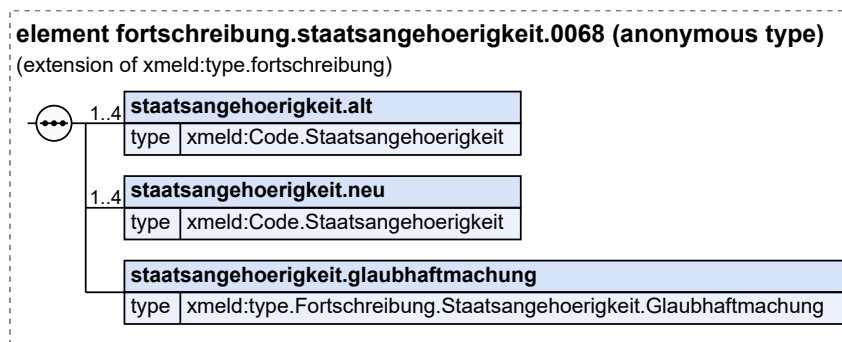 element fortschreibung.staatsangehoerigkeit.0068 (anonymous type)
(extension of xmeld:type.fortschreibung)
1..4 staatsangehoerigkeit.alt
type xmeld:Code.Staatsangehoerigkeit
1..4 staatsangehoerigkeit.neu
type xmeld:Code.Staatsangehoerigkeit
staatsangehoerigkeit.glaubhaftmachung
type xmeld:type.Fortschreibung.Staatsangehoerigkeit.Glaubhaftmachung